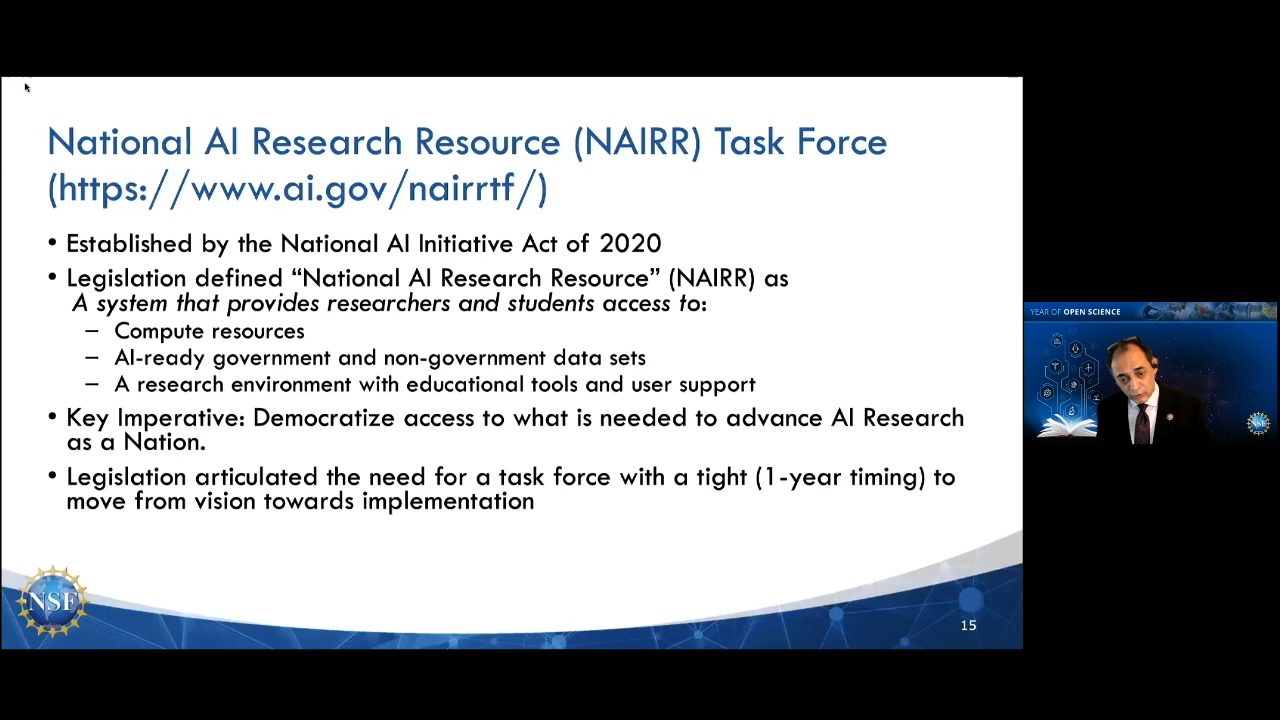 National AI Research Resource (NAIRR) Task Force
(https://www.ai.gov/nairrtf/)
• Established by the National AI Initiative Act of 2020
• Legislation defined “National AI Research Resource” (NAIRR) as
A system that provides researchers and students access to:
– Compute resources
– AI-ready government and non-government data sets
– A research environment with educational tools and user support
• Key Imperative: Democratize access to what is needed to advance AI Research
as a Nation.
• Legislation articulated the need for a task force with a tight (1-year timing) to
move from vision towards implementation
NSF
15
YEAR OF OPEN SCIENCE
NSF